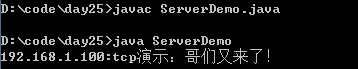 D:\code\day25>javac ServerDemo.java
D:\code\day25>java ServerDemo
192.168.1.100:tcp演示：哥们又来了！